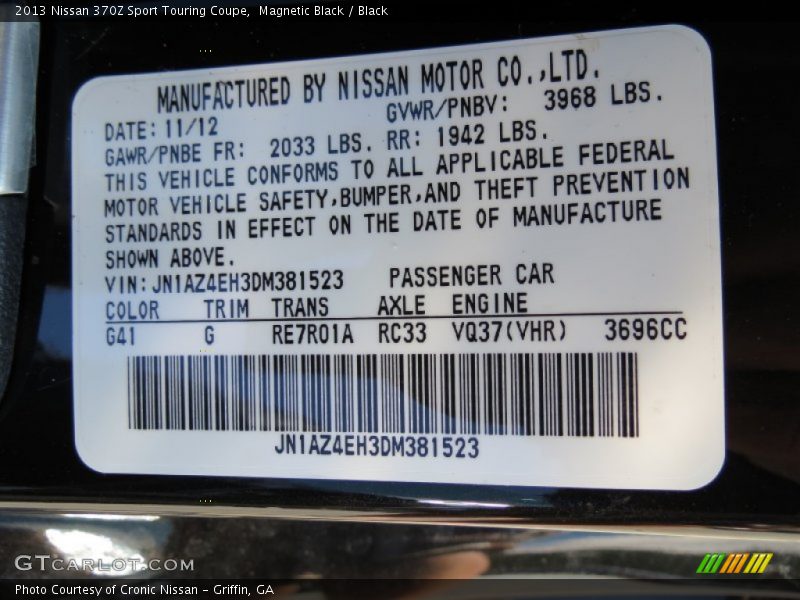 2013 Nissan 370Z Sport Touring Coupe, Magnetic Black / Black
MANUFACTURED BY NISSAN MOTOR CO.,LTD.
DATE: 11/12 GVWR/PNBV: 3968 LBS.
GAWR/PNBE FR: 2033 LBS. RR: 1942 LBS.
THIS VEHICLE CONFORMS TO ALL APPLICABLE FEDERAL
MOTOR VEHICLE SAFETY,BUMPER,AND THEFT PREVENTION
STANDARDS IN EFFECT ON THE DATE OF MANUFACTURE
SHOWN ABOVE.
VIN:JN1AZ4EH3DM381523 PASSENGER CAR
COLOR TRIM TRANS AXLE ENGINE
G41 G RE7R01A RC33 VQ37(VHR) 3696CC
JN1AZ4EH3DM381523
GTCARLOT.COM
Photo Courtesy of Cronic Nissan - Griffin, GA